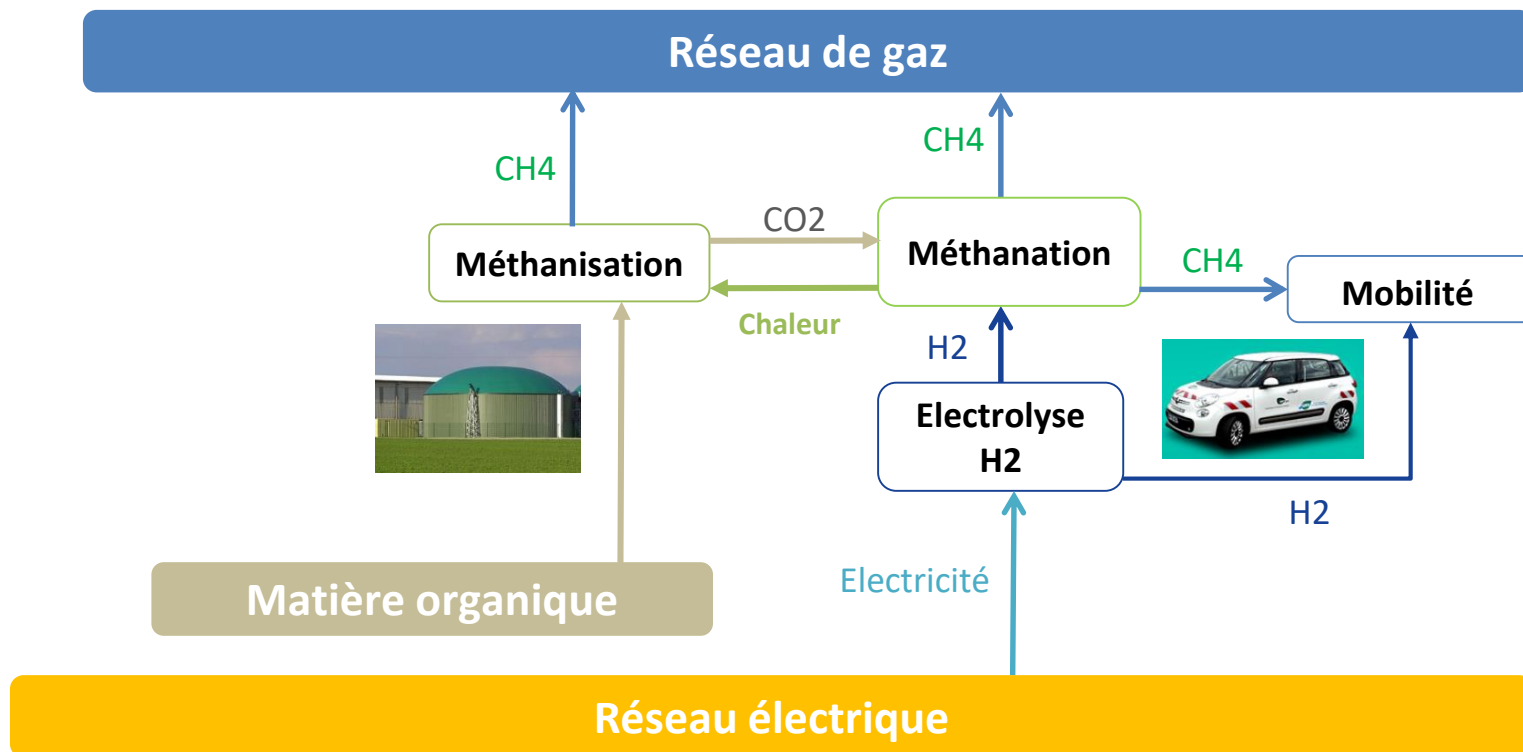 Réseau de gaz
CH4
CH4
CO2
Méthanisation
Méthanation
CH4
Mobilité
Chaleur
H2
Electrolyse
H2
H2
Electricité
Matière organique
Réseau électrique